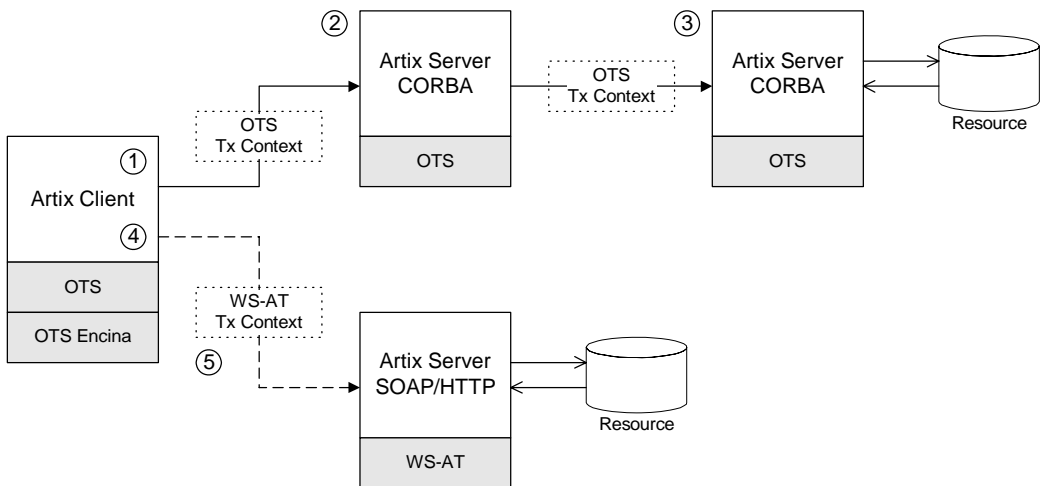 ②
Artix Server
CORBA
OTS
OTS
Tx Context
③
Artix Server
CORBA
OTS
Resource
OTS
Tx Context
①
Artix Client
④
OTS
OTS Encina
WS-AT
Tx Context
⑤
Artix Server
SOAP/HTTP
WS-AT
Resource